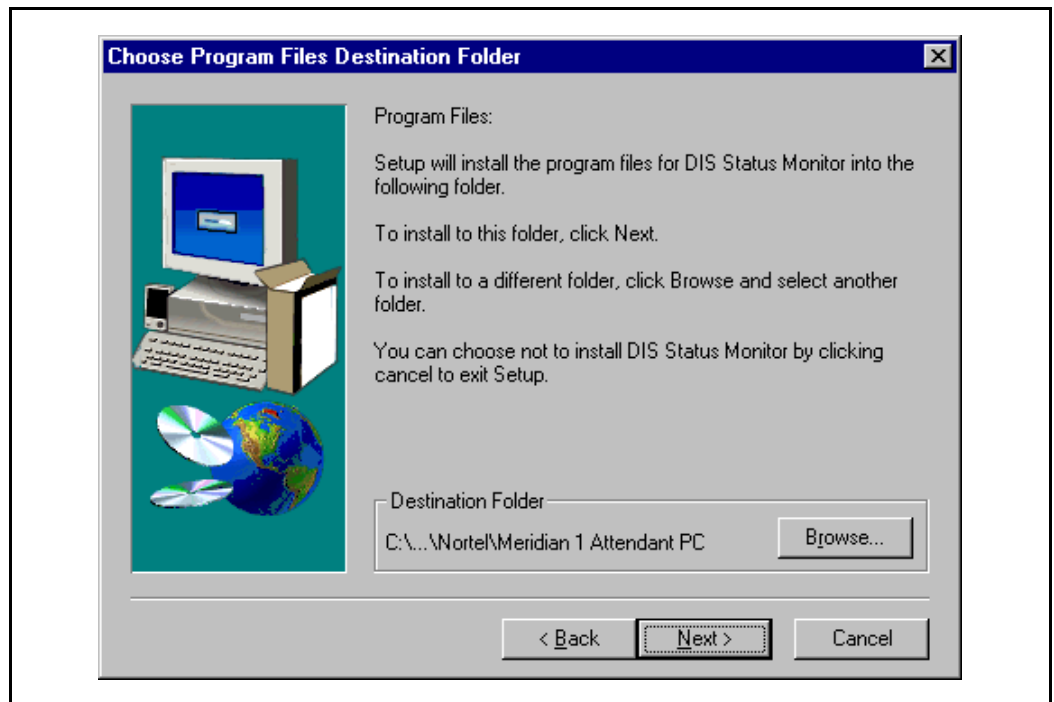 Choose Program Files Destination Folder
Program Files:
Setup will install the program files for DIS Status Monitor into the
following folder.
To install to this folder, click Next.
To install to a different folder, click Browse and select another
folder.
You can choose not to install DIS Status Monitor by clicking
cancel to exit Setup.
Destination Folder
C:\...\Nortel\Meridian 1 Attendant PC
Browse...
< Back
Next >
Cancel